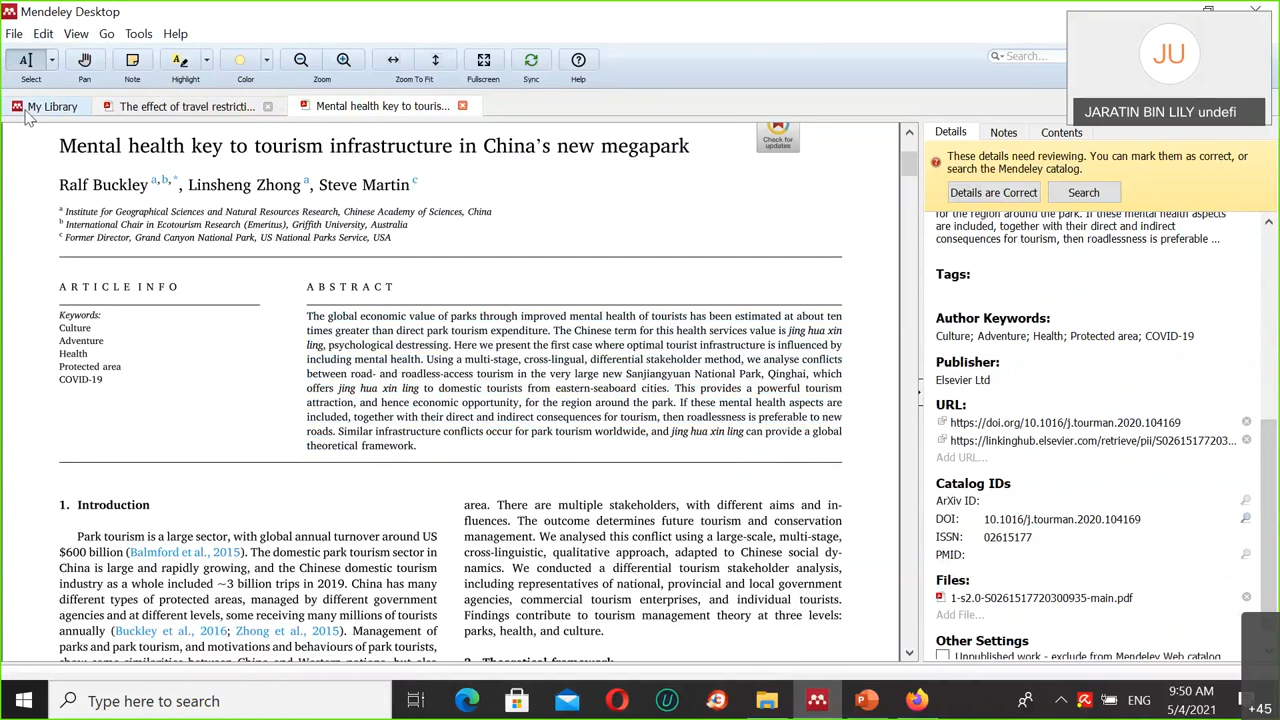 Mendeley Desktop
File Edit View Go Tools Help
Select Pan Note Highlight Color Zoom Zoom To Fit Fullscreen Sync Help
Search...
JU
JARATIN BIN LILY undefi
My Library The effect of travel restricti... Mental health key to touris...
Mental health key to tourism infrastructure in China's new megapark
Check for
updates
Ralf Buckley a,b,*, Linsheng Zhong a, Steve Martin c
a Institute for Geographical Sciences and Natural Resources Research, Chinese Academy of Sciences, China
b International Chair in Ecotourism Research (Emeritus), Griffith University, Australia
c Former Director, Grand Canyon National Park, US National Parks Service, USA
ARTICLE INFO
Keywords:
Culture
Adventure
Health
Protected area
COVID-19
ABSTRACT
The global economic value of parks through improved mental health of tourists has been estimated at about ten
times greater than direct park tourism expenditure. The Chinese term for this health services value is jing hua xin
ling, psychological destressing. Here we present the first case where optimal tourist infrastructure is influenced by
including mental health. Using a multi-stage, cross-lingual, differential stakeholder method, we analyse conflicts
between road- and roadless-access tourism in the very large new Sanjiangyuan National Park, Qinghai, which
offers jing hua xin ling to domestic tourists from eastern-seaboard cities. This provides a powerful tourism
attraction, and hence economic opportunity, for the region around the park. If these mental health aspects are
included, together with their direct and indirect consequences for tourism, then roadlessness is preferable to new
roads. Similar infrastructure conflicts occur for park tourism worldwide, and jing hua xin ling can provide a global
theoretical framework.
1. Introduction
Park tourism is a large sector, with global annual turnover around US
$600 billion (Balmford et al., 2015). The domestic park tourism sector in
China is large and rapidly growing, and the Chinese domestic tourism
industry as a whole included ~3 billion trips in 2019. China has many
different types of protected areas, managed by different government
agencies and at different levels, some receiving many millions of tourists
annually (Buckley et al., 2016; Zhong et al., 2015). Management of
parks and park tourism, and motivations and behaviours of park tourists,
area. There are multiple stakeholders, with different aims and in-
fluences. The outcome determines future tourism and conservation
management. We analysed this conflict using a large-scale, multi-stage,
cross-linguistic, qualitative approach, adapted to Chinese social dy-
namics. We conducted a differential tourism stakeholder analysis,
including representatives of national, provincial and local government
agencies, commercial tourism enterprises, and individual tourists.
Findings contribute to tourism management theory at three levels:
parks, health, and culture.
2. Theoretical framework
Details Notes Contents
These details need reviewing. You can mark them as correct, or
search the Mendeley catalog.
Details are Correct Search
for the region around the park. If these mental health aspects
are included, together with their direct and indirect
consequences for tourism, then roadlessness is preferable ...
Tags:
Author Keywords:
Culture; Adventure; Health; Protected area; COVID-19
Publisher:
Elsevier Ltd
URL:
https://doi.org/10.1016/j.tourman.2020.104169
https://linkinghub.elsevier.com/retrieve/pii/S02615177203...
Add URL...
Catalog IDs
ArXiv ID:
DOI: 10.1016/j.tourman.2020.104169
ISSN: 02615177
PMID:
Files:
1-s2.0-S0261517720300935-main.pdf
Add File...
Other Settings
Unpublished work - exclude from Mendeley Web catalog
Type here to search
ENG
9:50 AM
5/4/2021
+45